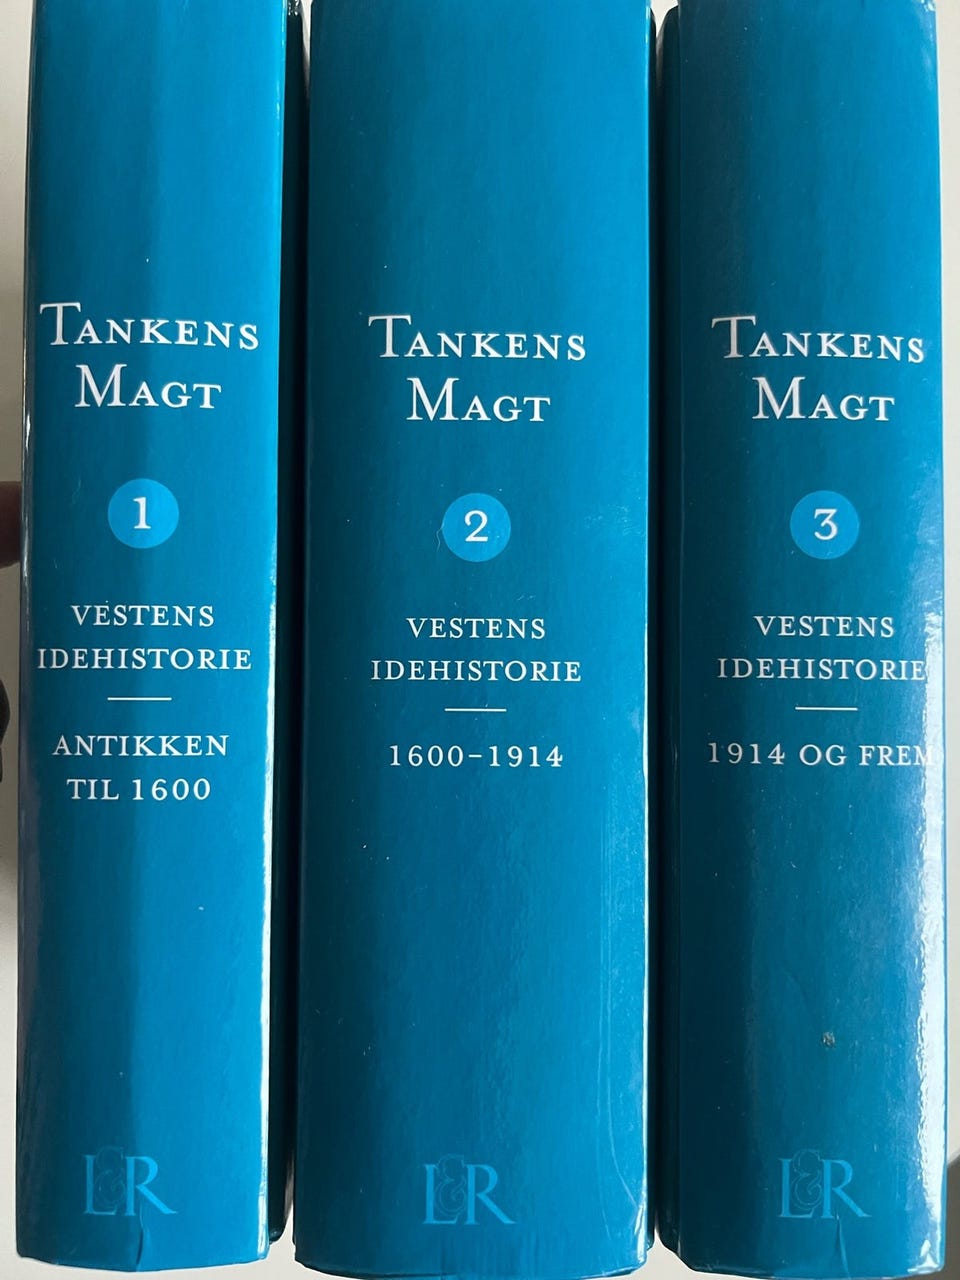 TANKENS
MAGT
1
VESTENS
IDEHISTORIE
ANTIKKEN
TIL 1600
L&R
TANKENS
MAGT
2
VESTENS
IDEHISTORIE
1600–1914
L&R
TANKENS
MAGT
3
VESTENS
IDEHISTORIE
1914 OG FREM
L&R